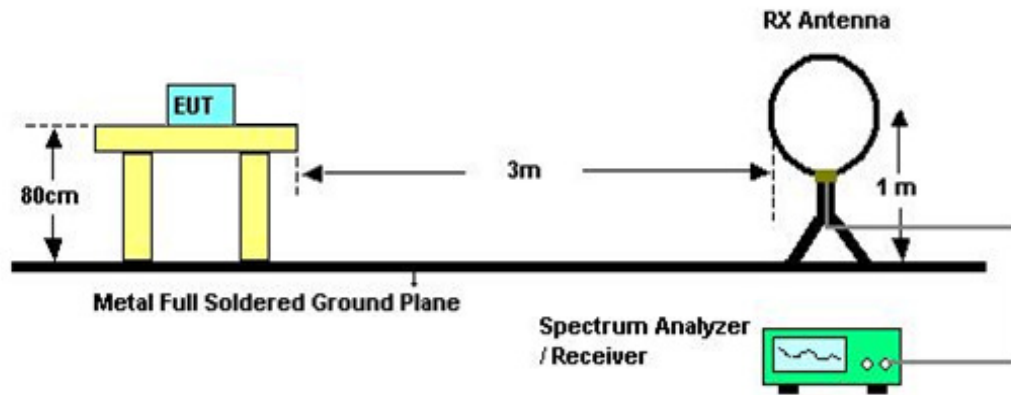 RX Antenna
EUT
80cm
3m
1 m
Metal Full Soldered Ground Plane
Spectrum Analyzer
/ Receiver